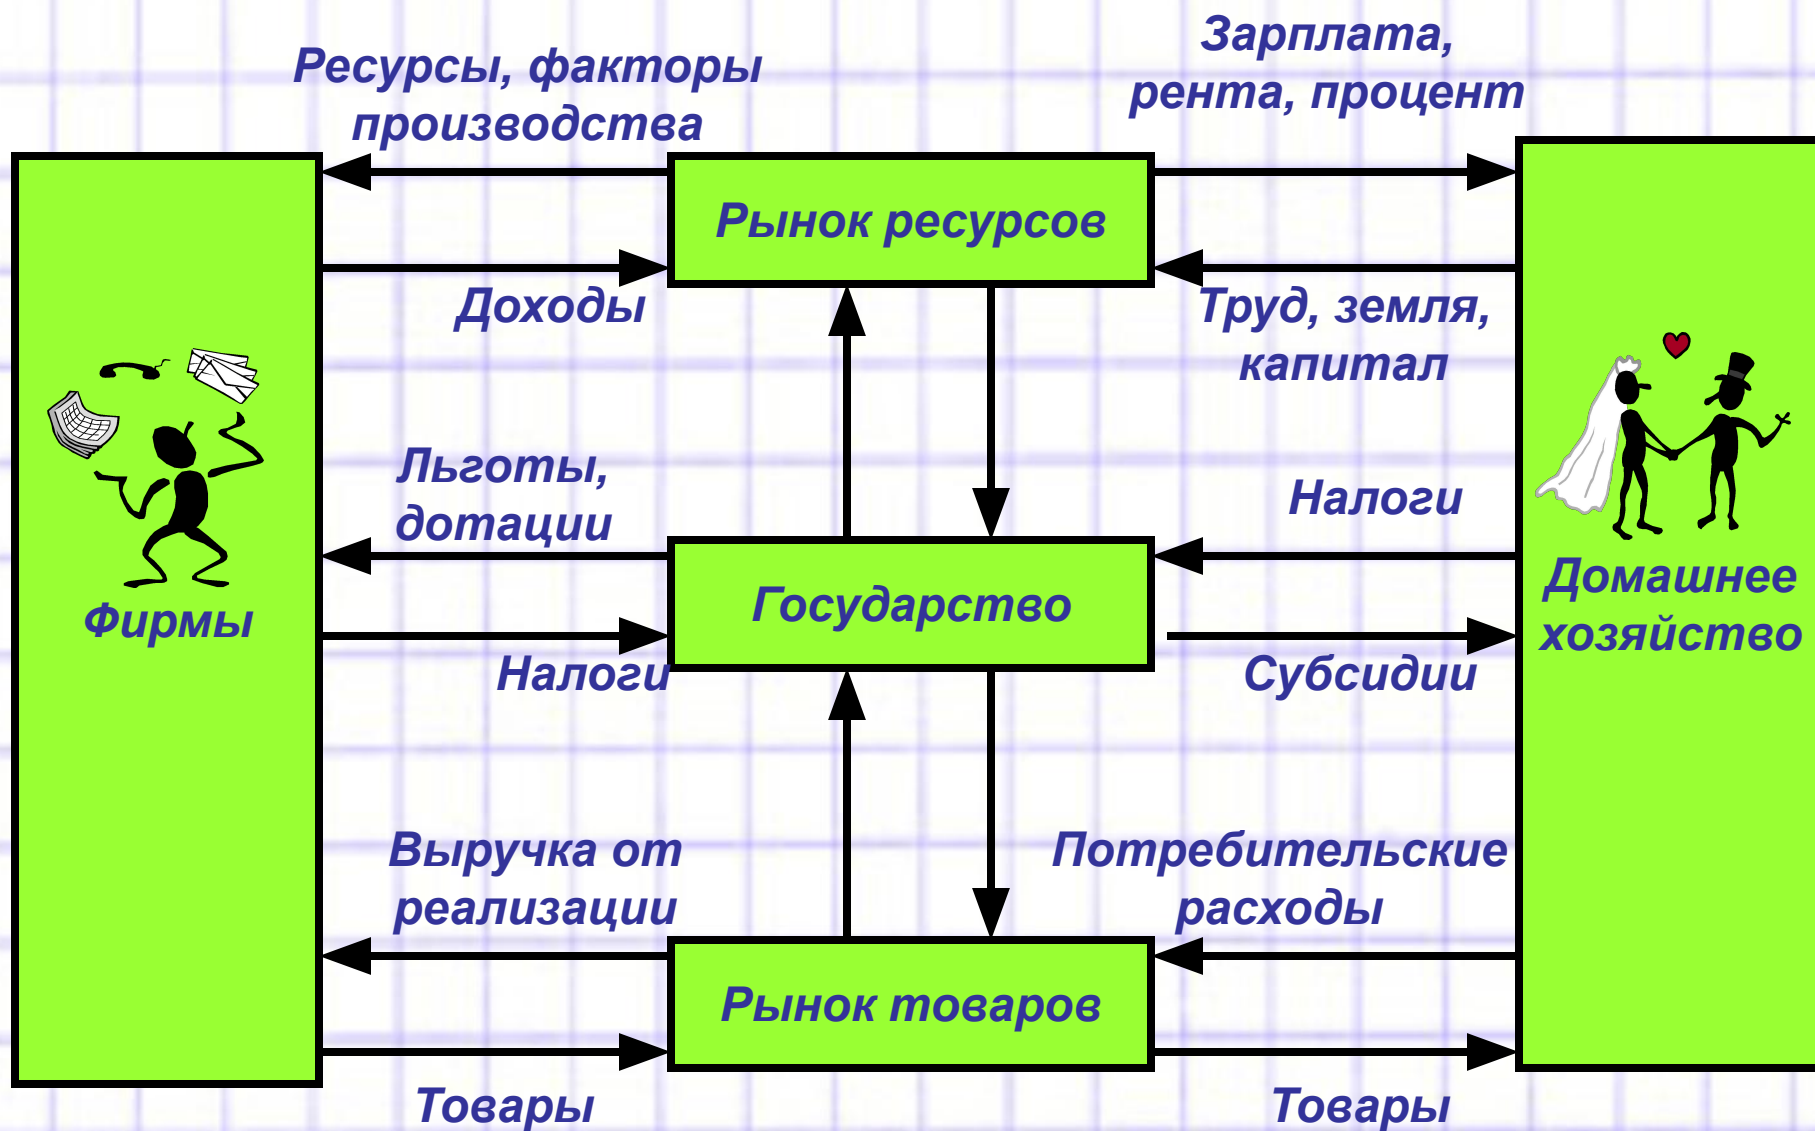 Зарплата,
рента, процент
Ресурсы, факторы
производства
Рынок ресурсов
Доходы
Труд, земля,
капитал
Льготы,
дотации
Налоги
Государство
Домашнее
хозяйство
Фирмы
Налоги
Субсидии
Выручка от
реализации
Потребительские
расходы
Рынок товаров
Товары
Товары